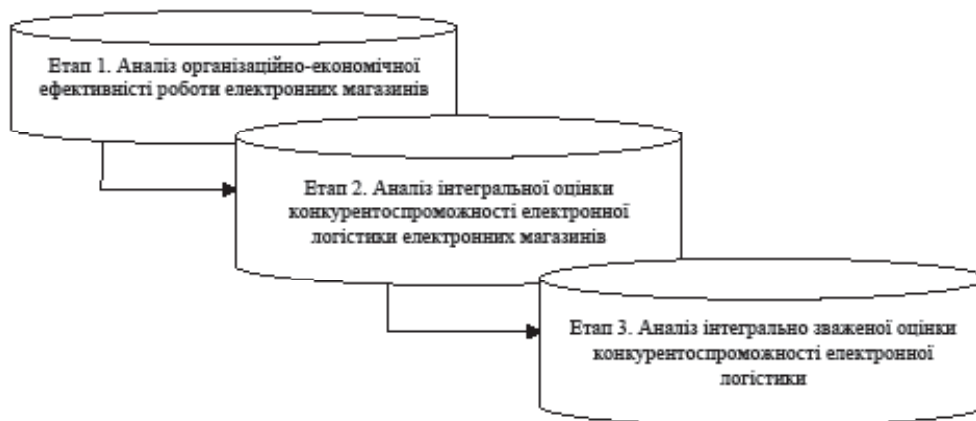 Етап 1. Аналіз організаційно-економічної
ефективністі роботи електронних магазинів
Етап 2. Аналіз інтегральної оцінки
конкурентоспроможності електронної
логістики електронних магазинів
Етап 3. Аналіз інтегрально зваженої оцінки
конкурентоспроможності електронної
логістики